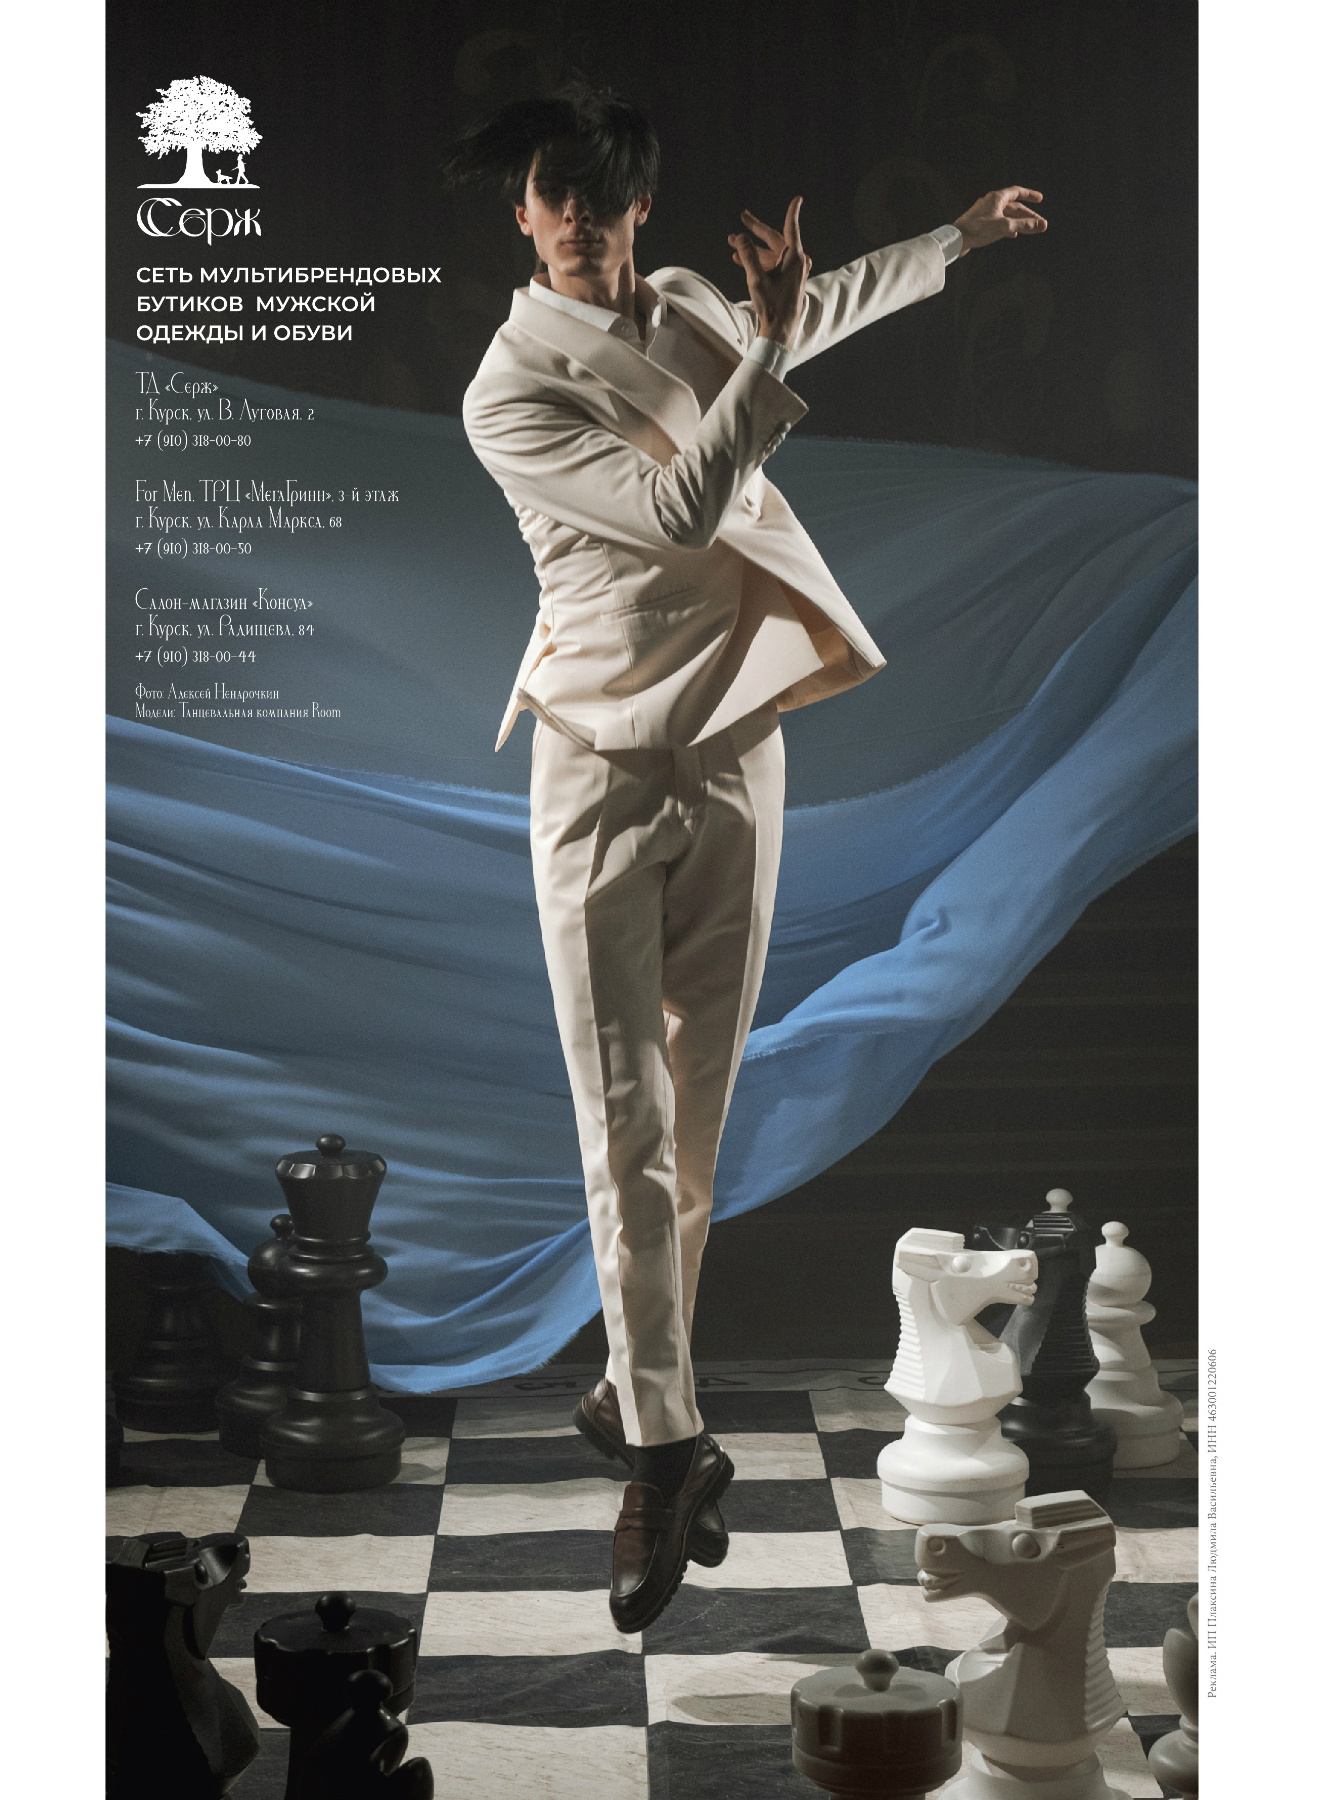 Серж
СЕТЬ МУЛЬТИБРЕНДОВЫХ
БУТИКОВ МУЖСКОЙ
ОДЕЖДЫ И ОБУВИ
ТД «Серж»
г. Курск, ул. В. Луговая, 2
+7 (910) 318-00-80
For Men, ТРЦ «МегаГринн», 3-й этаж
г. Курск, ул. Карла Маркса, 68
+7 (910) 318-00-50
Салон-магазин «Консул»
г. Курск, ул. Радищева, 84
+7 (910) 318-00-44
Фото: Алексей Ненарочкин
Модели: Танцевальная компания Room
Реклама. ИП Плаксина Людмила Васильевна, ИНН 463001220606